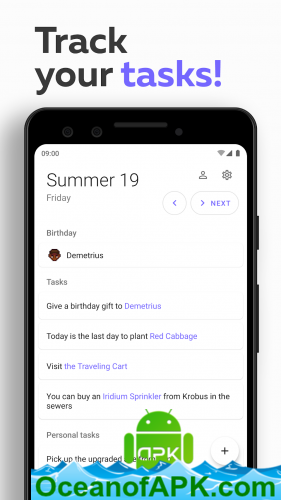 Track
your tasks!
09:00
Summer 19
Friday
NEXT
Birthday
Demetrius
Tasks
Give a birthday gift to Demetrius
Today is the last day to plant Red Cabbage
Visit the Traveling Cart
You can buy an Iridium Sprinkler from Krobus in the
sewers
Personal tasks
Pick up the upgraded
APK
OceanofAPK.com